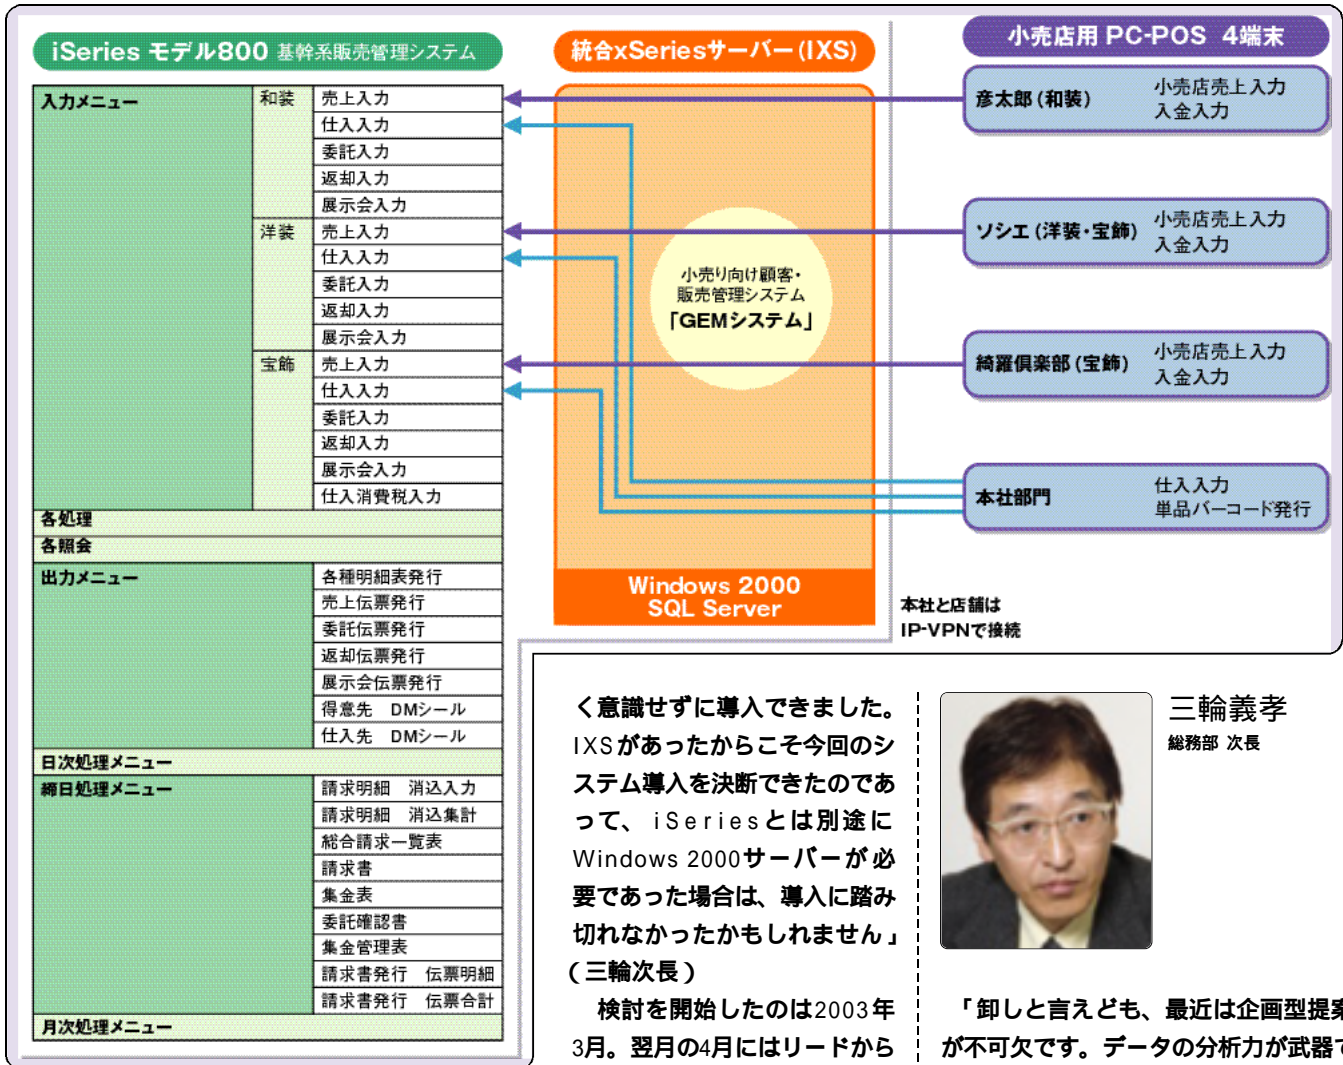 iSeries モデル800 基幹系販売管理システム
入力メニュー
和装
売上入力
仕入入力
委託入力
返却入力
展示会入力
洋装
売上入力
仕入入力
委託入力
返却入力
展示会入力
宝飾
売上入力
仕入入力
委託入力
返却入力
展示会入力
仕入消費税入力
各処理
各照会
出力メニュー
各種明細表発行
売上伝票発行
委託伝票発行
返却伝票発行
展示会伝票発行
得意先 DMシール
仕入先 DMシール
日次処理メニュー
締日処理メニュー
請求明細 消込入力
請求明細 消込集計
総合請求一覧表
請求書
集金表
委託確認書
集金管理表
請求書発行 伝票明細
請求書発行 伝票合計
月次処理メニュー
統合xSeriesサーバー(IXS)
小売り向け顧客・
販売管理システム
「GEMシステム」
Windows 2000
SQL Server
小売店用 PC-POS 4端末
彦太郎(和装)
小売店売上入力
入金入力
ソシエ(洋装・宝飾)
小売店売上入力
入金入力
綺羅倶楽部(宝飾)
小売店売上入力
入金入力
本社部門
仕入入力
単品バーコード発行
本社と店舗は
IP-VPNで接続
く意識せずに導入できました。
IXSがあったからこそ今回のシ
ステム導入を決断できたのであ
って、iSeriesとは別途に
Windows 2000サーバーが必
要であった場合は、導入に踏み
切れなかったかもしれません」
(三輪次長)
検討を開始したのは2003年
3月。翌月の4月にはリードから
三輪義孝
総務部 次長
「卸しと言えども、最近は企画型提案
が不可欠です。データの分析力が武器で